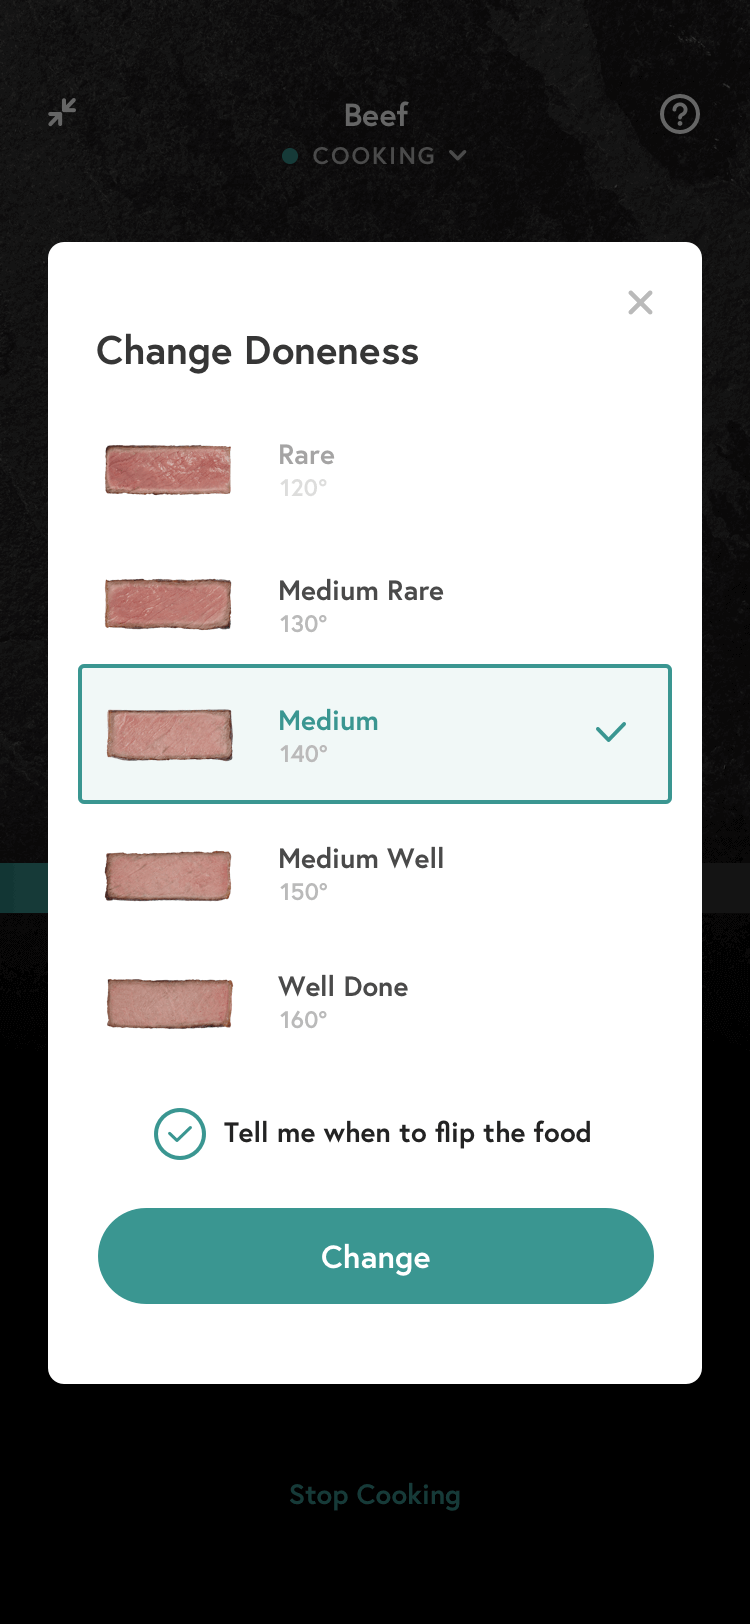 Beef
COOKING
Change Doneness
Rare
120°
Medium Rare
130°
Medium
140°
Medium Well
150°
Well Done
160°
Tell me when to flip the food
Change
Stop Cooking